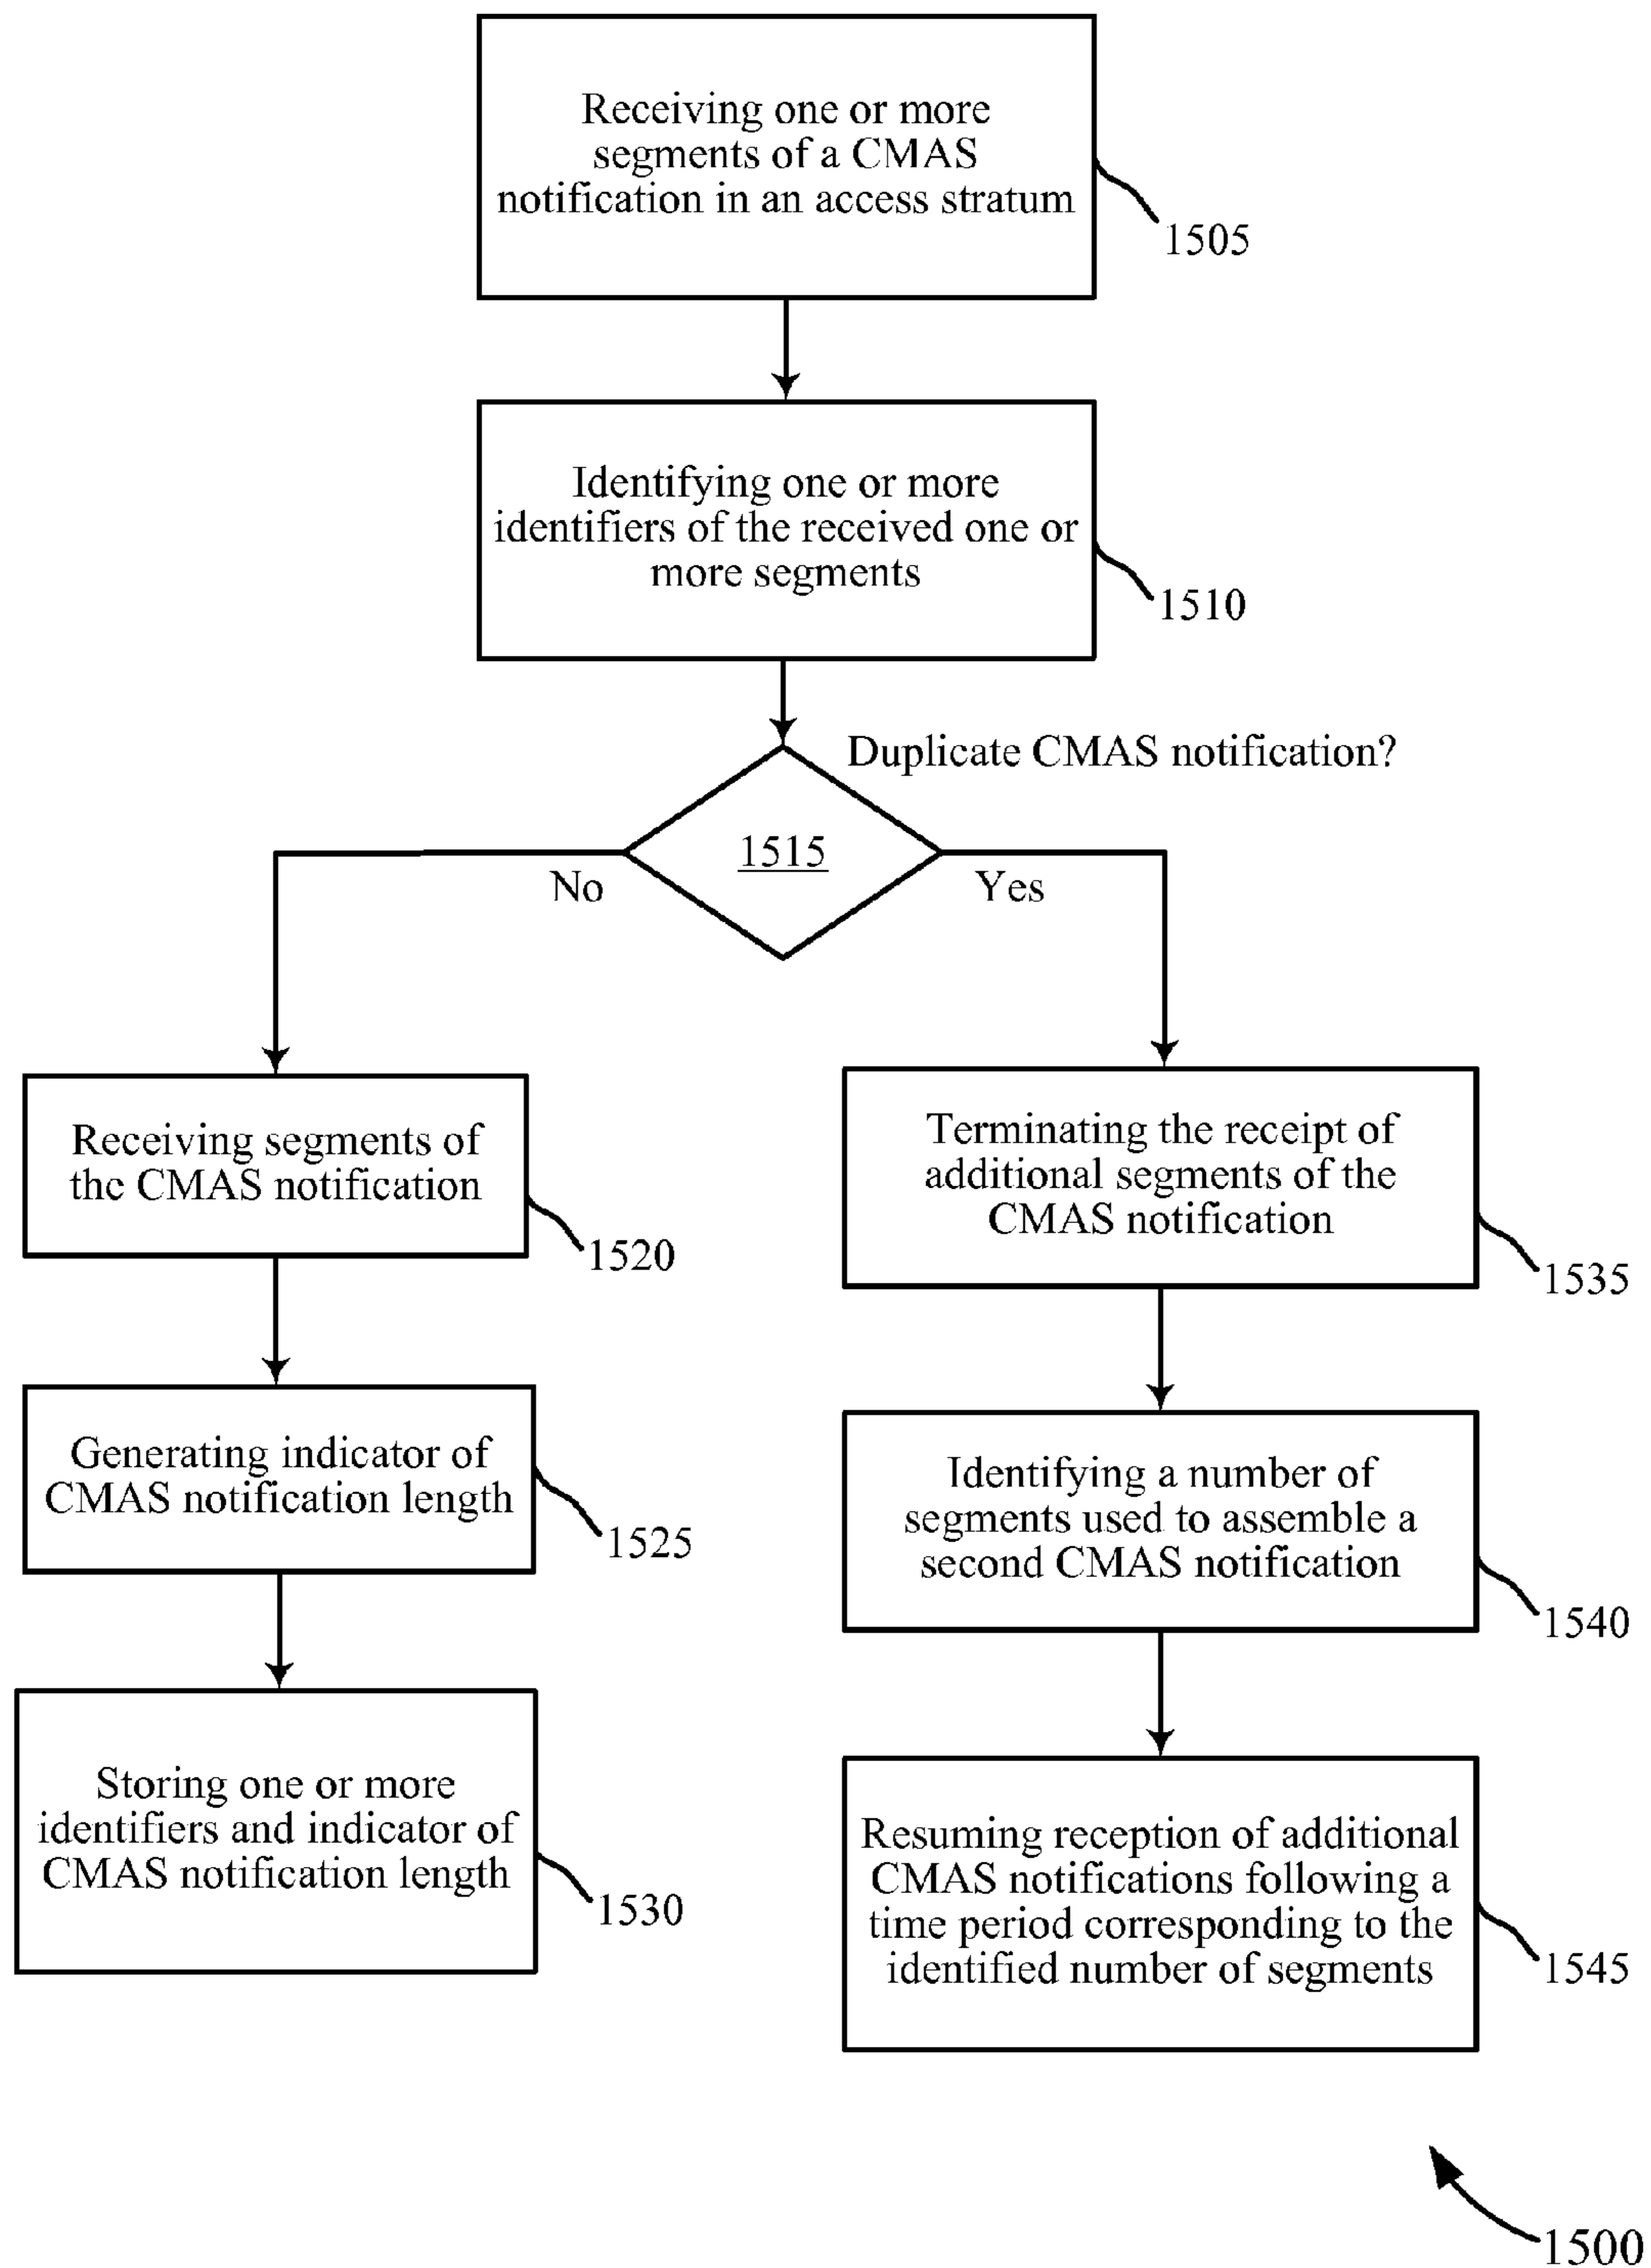 Receiving one or more
segments of a CMAS
notification in an access stratum
1505
Identifying one or more
identifiers of the received one or
more segments
1510
Duplicate CMAS notification?
1515
No
Yes
Receiving segments of
the CMAS notification
1520
Generating indicator of
CMAS notification length
1525
Storing one or more
identifiers and indicator of
CMAS notification length
1530
Terminating the receipt of
additional segments of the
CMAS notification
1535
Identifying a number of
segments used to assemble a
second CMAS notification
1540
Resuming reception of additional
CMAS notifications following a
time period corresponding to the
identified number of segments
1545
1500